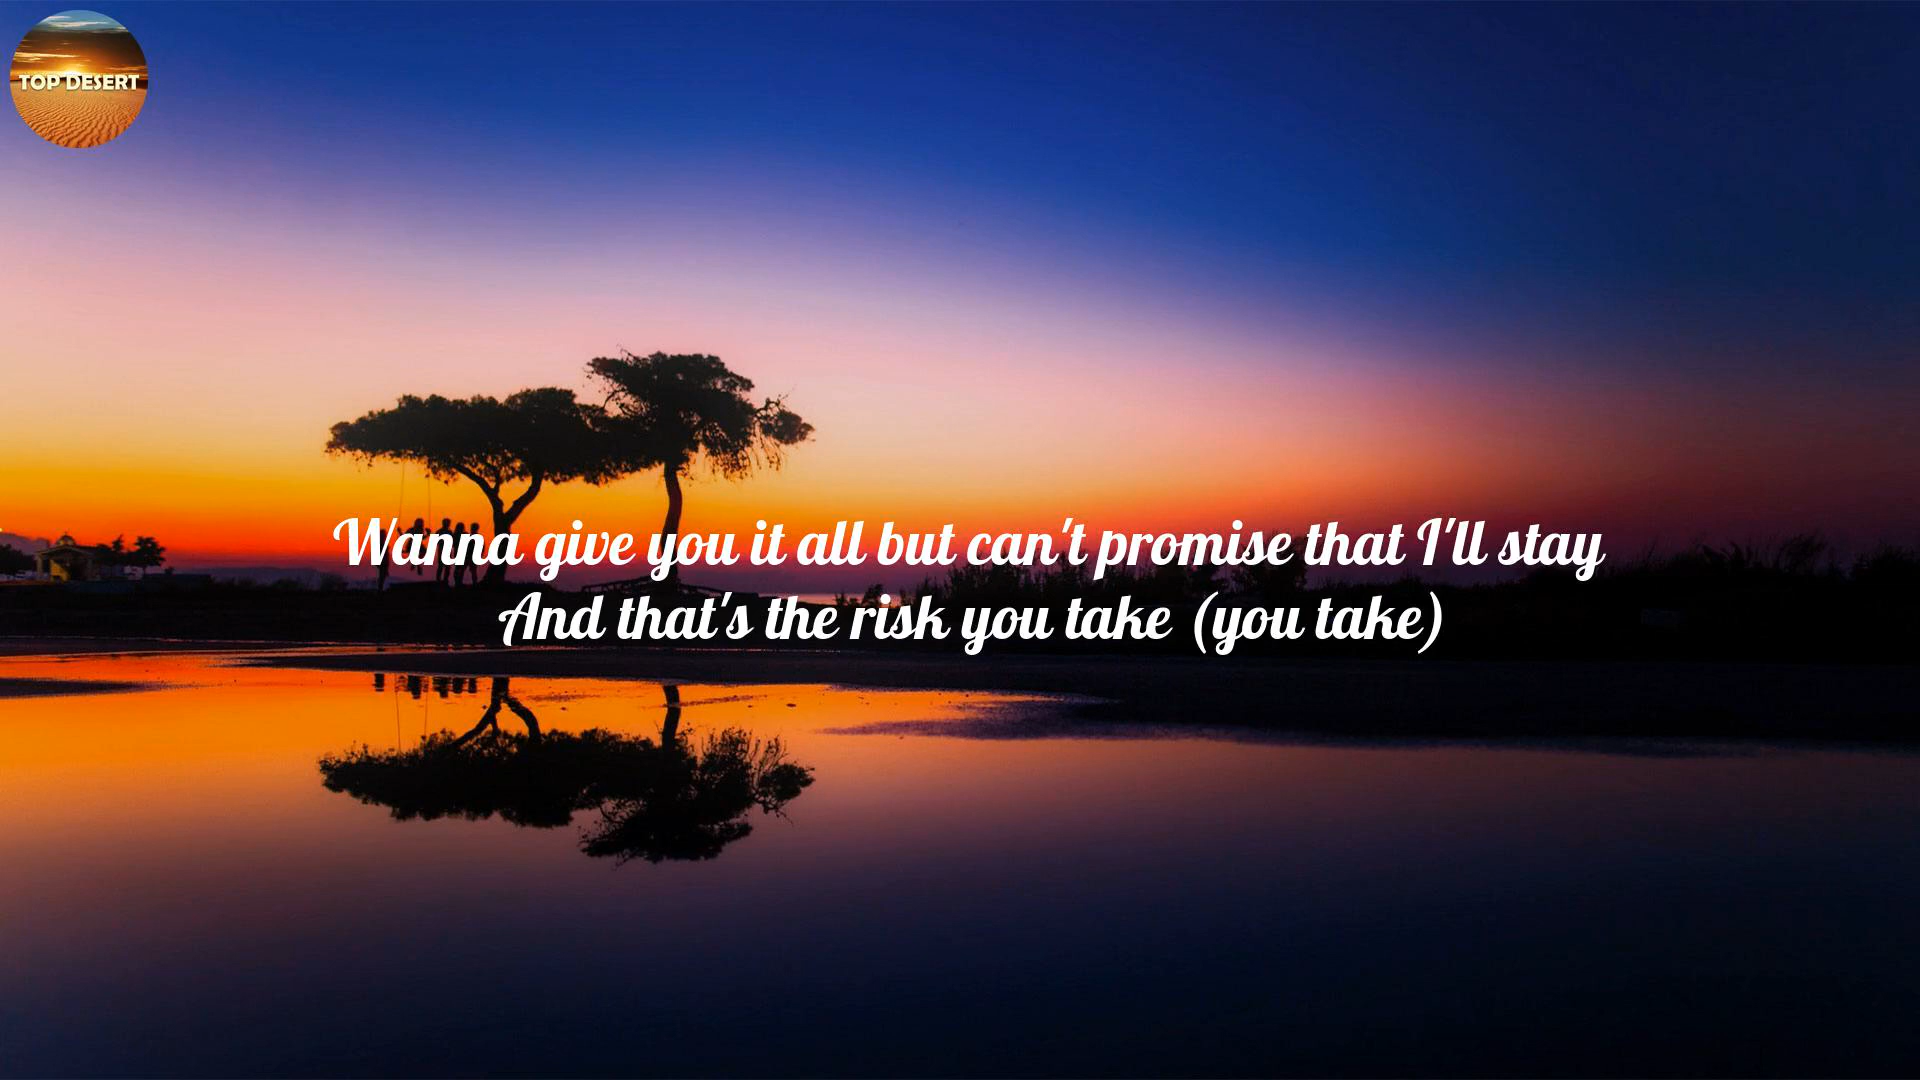 TOP DESERT
Wanna give you it all but can't promise that I'll stay
And that's the risk you take (you take)